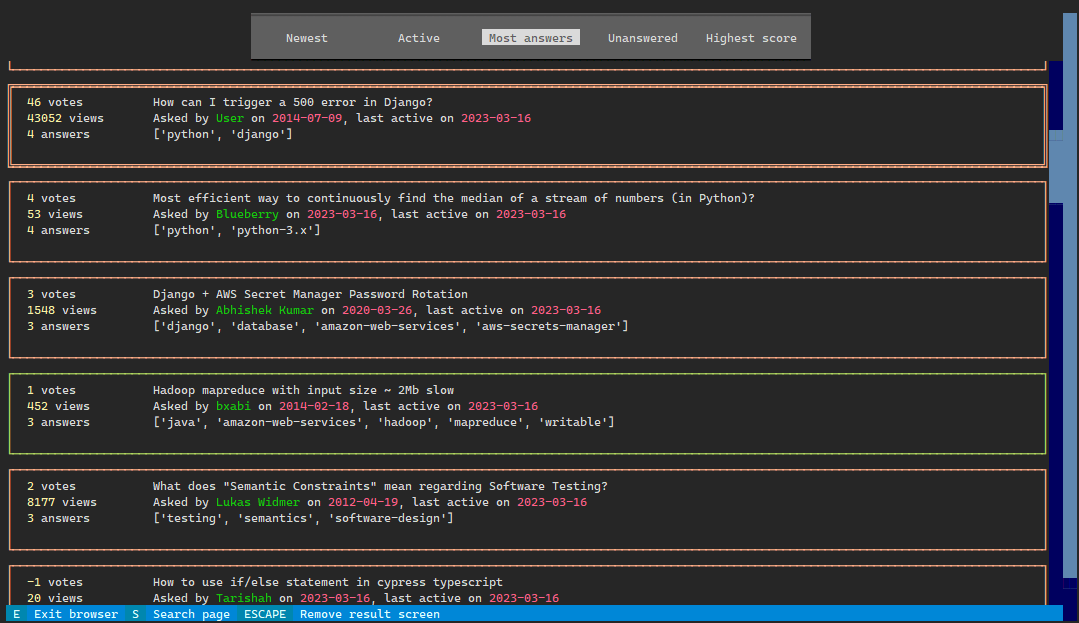 Newest Active Most answers Unanswered Highest score
46 votes How can I trigger a 500 error in Django?
43052 views Asked by User on 2014-07-09, last active on 2023-03-16
4 answers ['python', 'django']
4 votes Most efficient way to continuously find the median of a stream of numbers (in Python)?
53 views Asked by Blueberry on 2023-03-16, last active on 2023-03-16
4 answers ['python', 'python-3.x']
3 votes Django + AWS Secret Manager Password Rotation
1548 views Asked by Abhishek Kumar on 2020-03-26, last active on 2023-03-16
3 answers ['django', 'database', 'amazon-web-services', 'aws-secrets-manager']
1 votes Hadoop mapreduce with input size ~ 2Mb slow
452 views Asked by bxabi on 2014-02-18, last active on 2023-03-16
3 answers ['java', 'amazon-web-services', 'hadoop', 'mapreduce', 'writable']
2 votes What does "Semantic Constraints" mean regarding Software Testing?
8177 views Asked by Lukas Widmer on 2012-04-19, last active on 2023-03-16
3 answers ['testing', 'semantics', 'software-design']
-1 votes How to use if/else statement in cypress typescript
20 views Asked by Tarishah on 2023-03-16, last active on 2023-03-16
E Exit browser S Search page ESCAPE Remove result screen